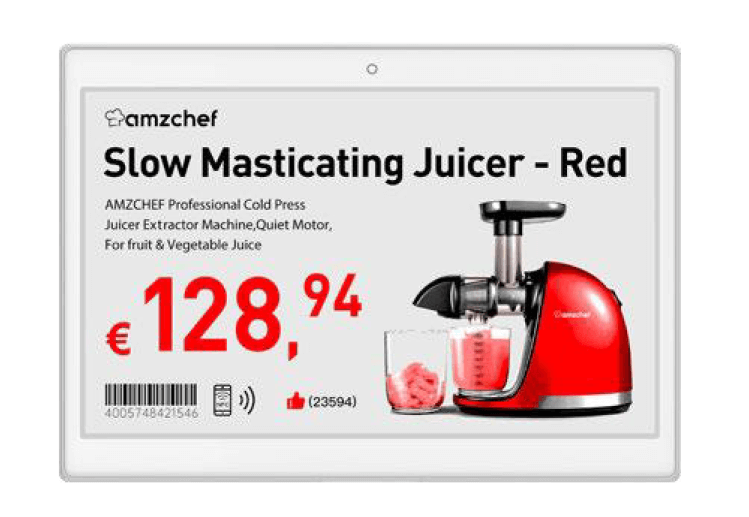 amzchef
Slow Masticating Juicer - Red
AMZCHEF Professional Cold Press
Juicer Extractor Machine,Quiet Motor,
For fruit & Vegetable Juice
€ 128,94
amzchef
4005748421546
(23594)